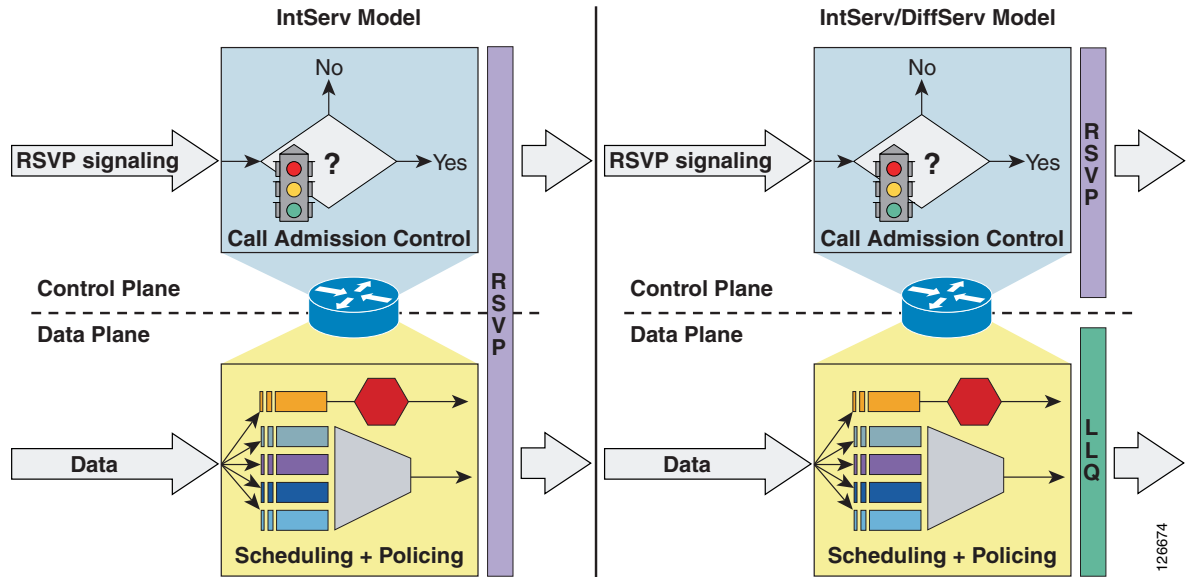 IntServ Model
No
RSVP signaling
?
Yes
Call Admission Control
Control Plane
Data Plane
RSVP
Data
Scheduling + Policing
IntServ/DiffServ Model
No
RSVP signaling
?
Yes
Call Admission Control
RSVP
Control Plane
Data Plane
Data
Scheduling + Policing
LLQ
126674